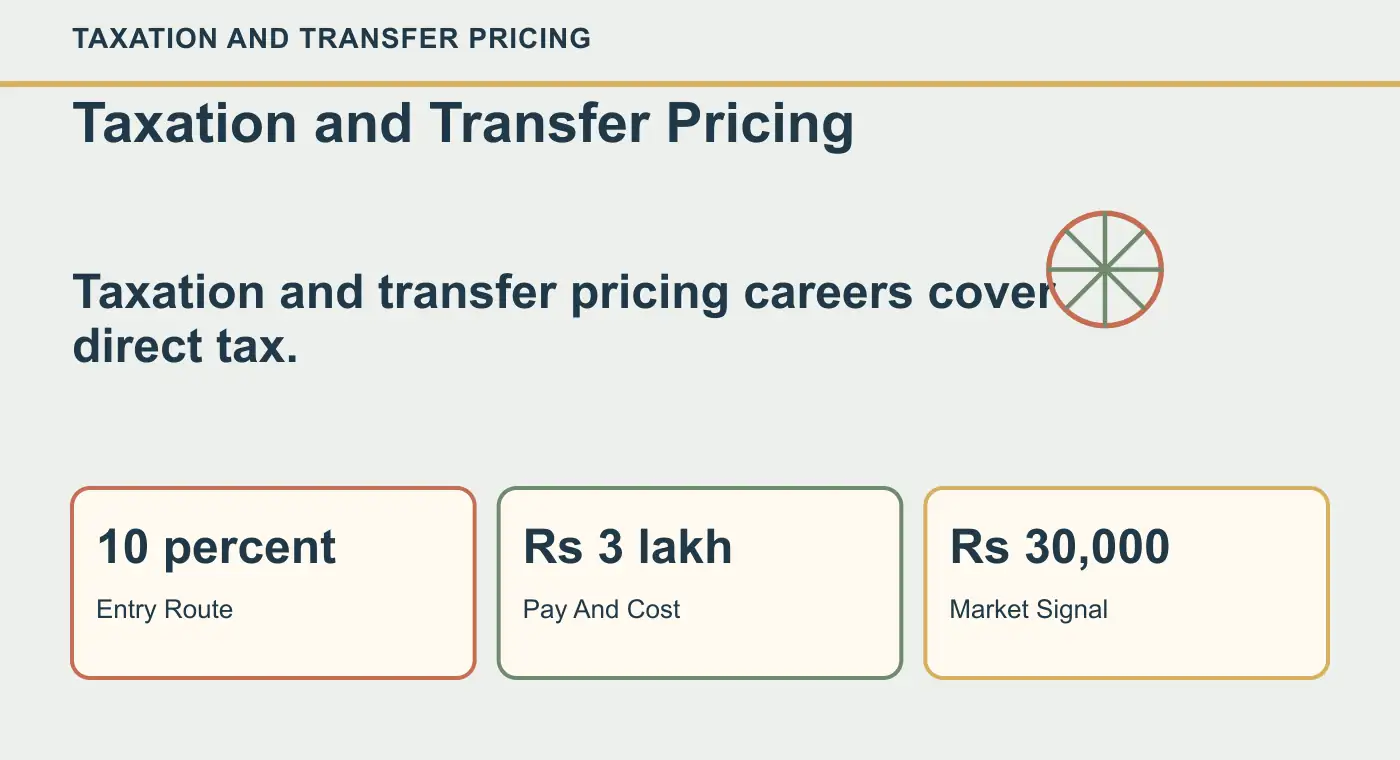 TAXATION AND TRANSFER PRICING
Taxation and Transfer Pricing
Taxation and transfer pricing careers cover
direct tax.
10 percent
Entry Route
Rs 3 lakh
Pay And Cost
Rs 30,000
Market Signal